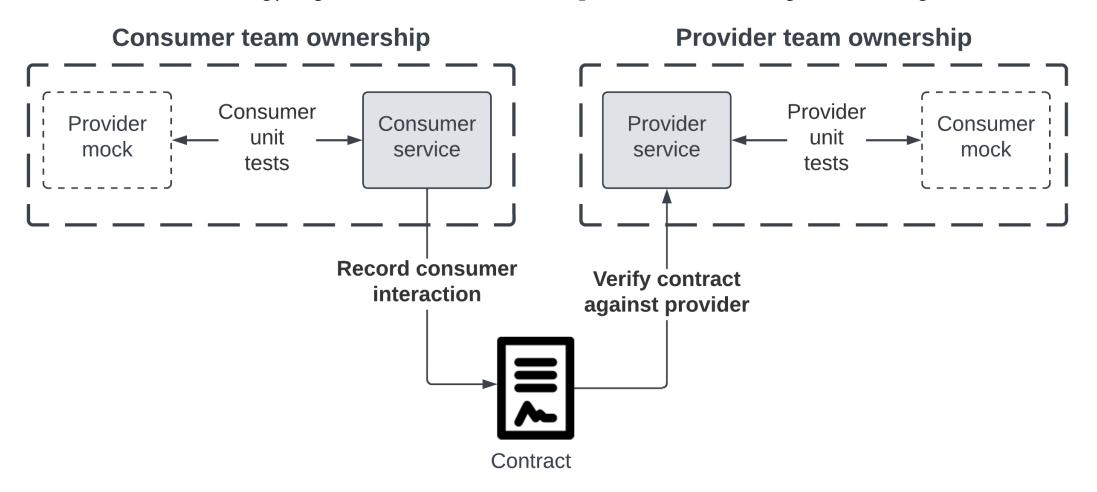 Consumer team ownership
Provider team ownership
Provider
mock
Consumer
unit
tests
Consumer
service
Provider
service
Provider
unit
tests
Consumer
mock
Record consumer
interaction
Verify contract
against provider
Contract